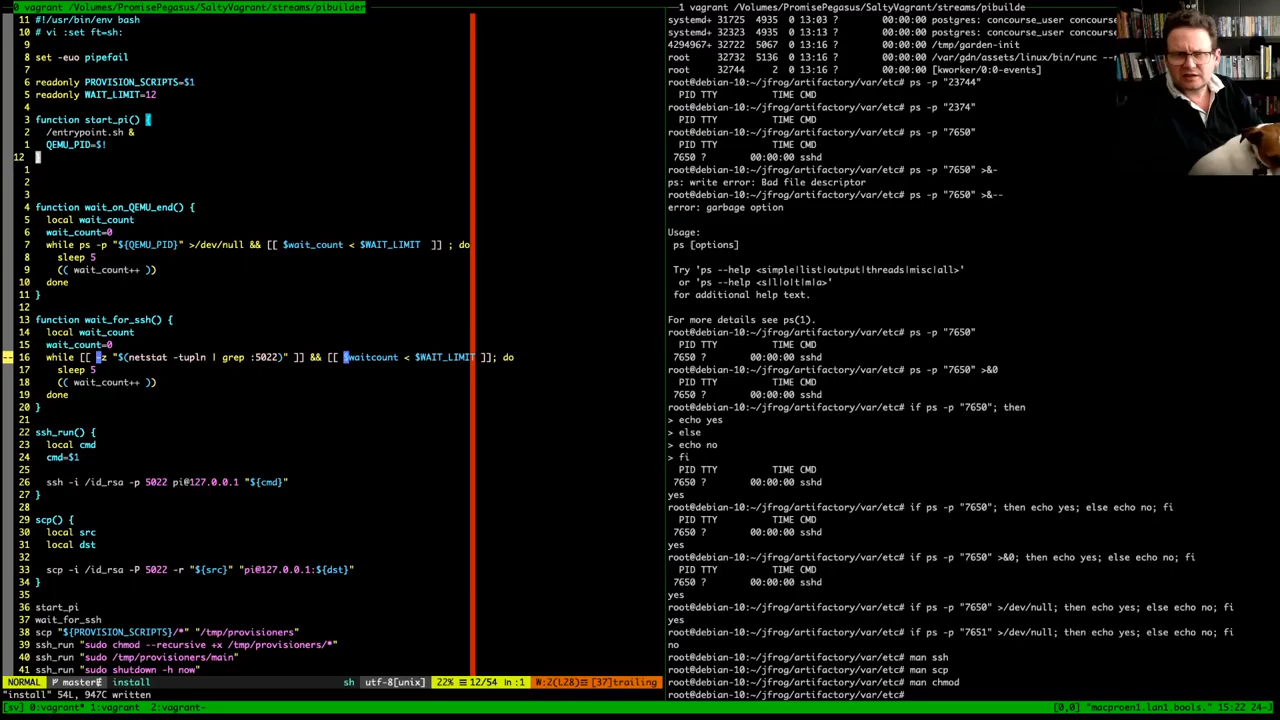 0 vagrant /Volumes/PromisePegasus/SaltyVagrant/streams/pibuilder
11 #!/usr/bin/env bash
10 # vi :set ft=sh:
9
8 set -euo pipefail
7
6 readonly PROVISION_SCRIPTS=$1
5 readonly WAIT_LIMIT=12
4
3 function start_pi() {
2 /entrypoint.sh &
1 QEMU_PID=$!
12 }
1
2
3
4 function wait_on_QEMU_end() {
5 local wait_count
6 wait_count=0
7 while ps -p "${QEMU_PID}" >/dev/null && [[ $wait_count < $WAIT_LIMIT ]] ; do
8 sleep 5
9 (( wait_count++ ))
10 done
11 }
12
13 function wait_for_ssh() {
14 local wait_count
15 wait_count=0
-- 16 while [[ -z "$(netstat -tupln | grep :5022)" ]] && [[ $waitcount < $WAIT_LIMIT ]]; do
17 sleep 5
18 (( wait_count++ ))
19 done
20 }
21
22 ssh_run() {
23 local cmd
24 cmd=$1
25
26 ssh -i /id_rsa -p 5022 pi@127.0.0.1 "${cmd}"
27 }
28
29 scp() {
30 local src
31 local dst
32
33 scp -i /id_rsa -P 5022 -r "${src}" "pi@127.0.0.1:${dst}"
34 }
35
36 start_pi
37 wait_for_ssh
38 scp "${PROVISION_SCRIPTS}/*" "/tmp/provisioners"
39 ssh_run "sudo chmod --recursive +x /tmp/provisioners/*"
40 ssh_run "sudo /tmp/provisioners/main"
41 ssh_run "sudo shutdown -h now"
NORMAL master install sh utf-8[unix] 22% 12/54 ln:1 W:2(L28) [37]trailing
"install" 54L, 947C written
1 vagrant /Volumes/PromisePegasus/SaltyVagrant/streams/pibuilde
systemd+ 31725 4935 0 13:03 ? 00:00:00 postgres: concourse_user concourse
systemd+ 32323 4935 0 13:13 ? 00:00:00 postgres: concourse_user concourse
4294967+ 32722 5067 0 13:16 ? 00:00:00 /tmp/garden-init
root 32732 5136 0 13:16 ? 00:00:00 /var/gdn/assets/linux/bin/runc --r
root 32744 2 0 13:16 ? 00:00:00 [kworker/0:0-events]
root@debian-10:~/jfrog/artifactory/var/etc# ps -p "23744"
PID TTY TIME CMD
root@debian-10:~/jfrog/artifactory/var/etc# ps -p "2374"
PID TTY TIME CMD
root@debian-10:~/jfrog/artifactory/var/etc# ps -p "7650"
PID TTY TIME CMD
7650 ? 00:00:00 sshd
root@debian-10:~/jfrog/artifactory/var/etc# ps -p "7650" >&-
ps: write error: Bad file descriptor
root@debian-10:~/jfrog/artifactory/var/etc# ps -p "7650" >&--
error: garbage option

Usage:
ps [options]

Try 'ps --help <simple|list|output|threads|misc|all>'
or 'ps --help <s|l|o|t|m|a>'
for additional help text.

For more details see ps(1).
root@debian-10:~/jfrog/artifactory/var/etc# ps -p "7650"
PID TTY TIME CMD
7650 ? 00:00:00 sshd
root@debian-10:~/jfrog/artifactory/var/etc# ps -p "7650" >&0
PID TTY TIME CMD
7650 ? 00:00:00 sshd
root@debian-10:~/jfrog/artifactory/var/etc# if ps -p "7650"; then
> echo yes
> else
> echo no
> fi
PID TTY TIME CMD
7650 ? 00:00:00 sshd
yes
root@debian-10:~/jfrog/artifactory/var/etc# if ps -p "7650"; then echo yes; else echo no; fi
PID TTY TIME CMD
7650 ? 00:00:00 sshd
yes
root@debian-10:~/jfrog/artifactory/var/etc# if ps -p "7650" >&0; then echo yes; else echo no; fi
PID TTY TIME CMD
7650 ? 00:00:00 sshd
yes
root@debian-10:~/jfrog/artifactory/var/etc# if ps -p "7650" >/dev/null; then echo yes; else echo no; fi
yes
root@debian-10:~/jfrog/artifactory/var/etc# if ps -p "7651" >/dev/null; then echo yes; else echo no; fi
no
root@debian-10:~/jfrog/artifactory/var/etc# man ssh
root@debian-10:~/jfrog/artifactory/var/etc# man scp
root@debian-10:~/jfrog/artifactory/var/etc# man chmod
root@debian-10:~/jfrog/artifactory/var/etc#
[sv] 0:vagrant* 1:vagrant 2:vagrant- [0,0] "macproen1.lan1.bools." 15:22 24-J